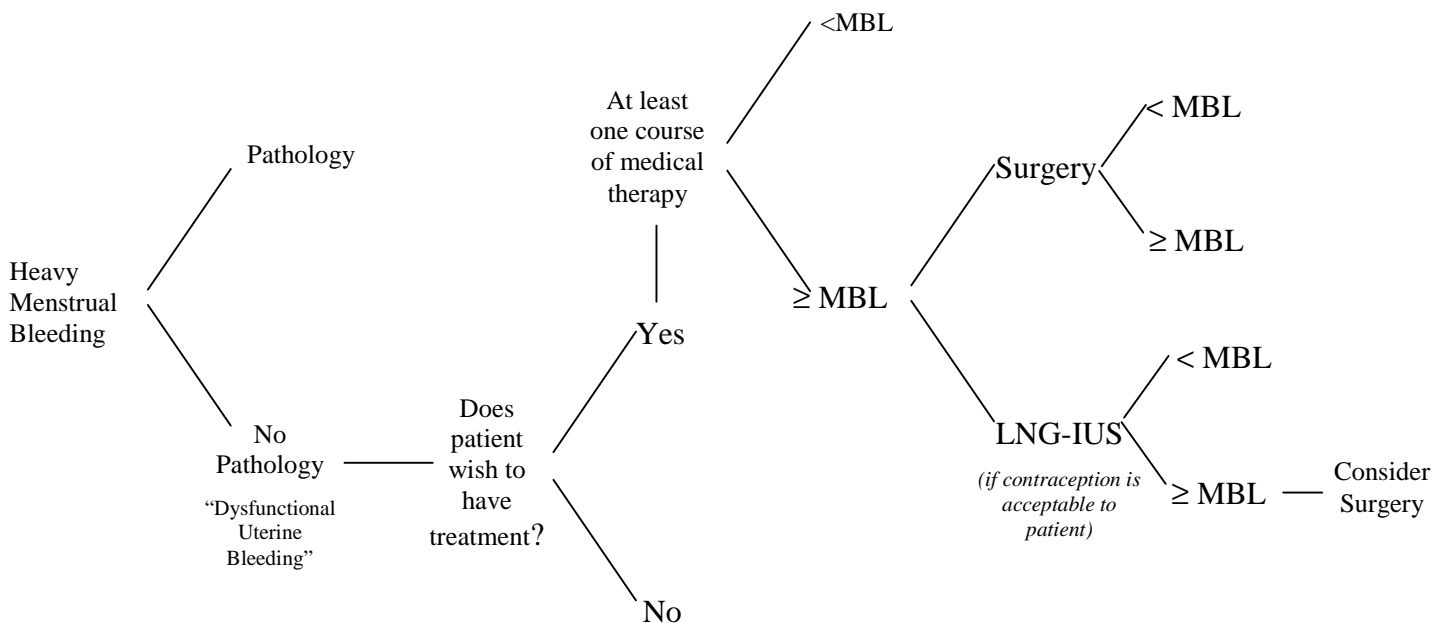 Heavy
Menstrual
Bleeding
Pathology
No
Pathology
“Dysfunctional
Uterine
Bleeding”
Does
patient
wish to
have
treatment?
Yes
No
At least
one course
of medical
therapy
<MBL
≥ MBL
Surgery
< MBL
≥ MBL
LNG-IUS
(if contraception is
acceptable to
patient)
< MBL
≥ MBL
Consider
Surgery